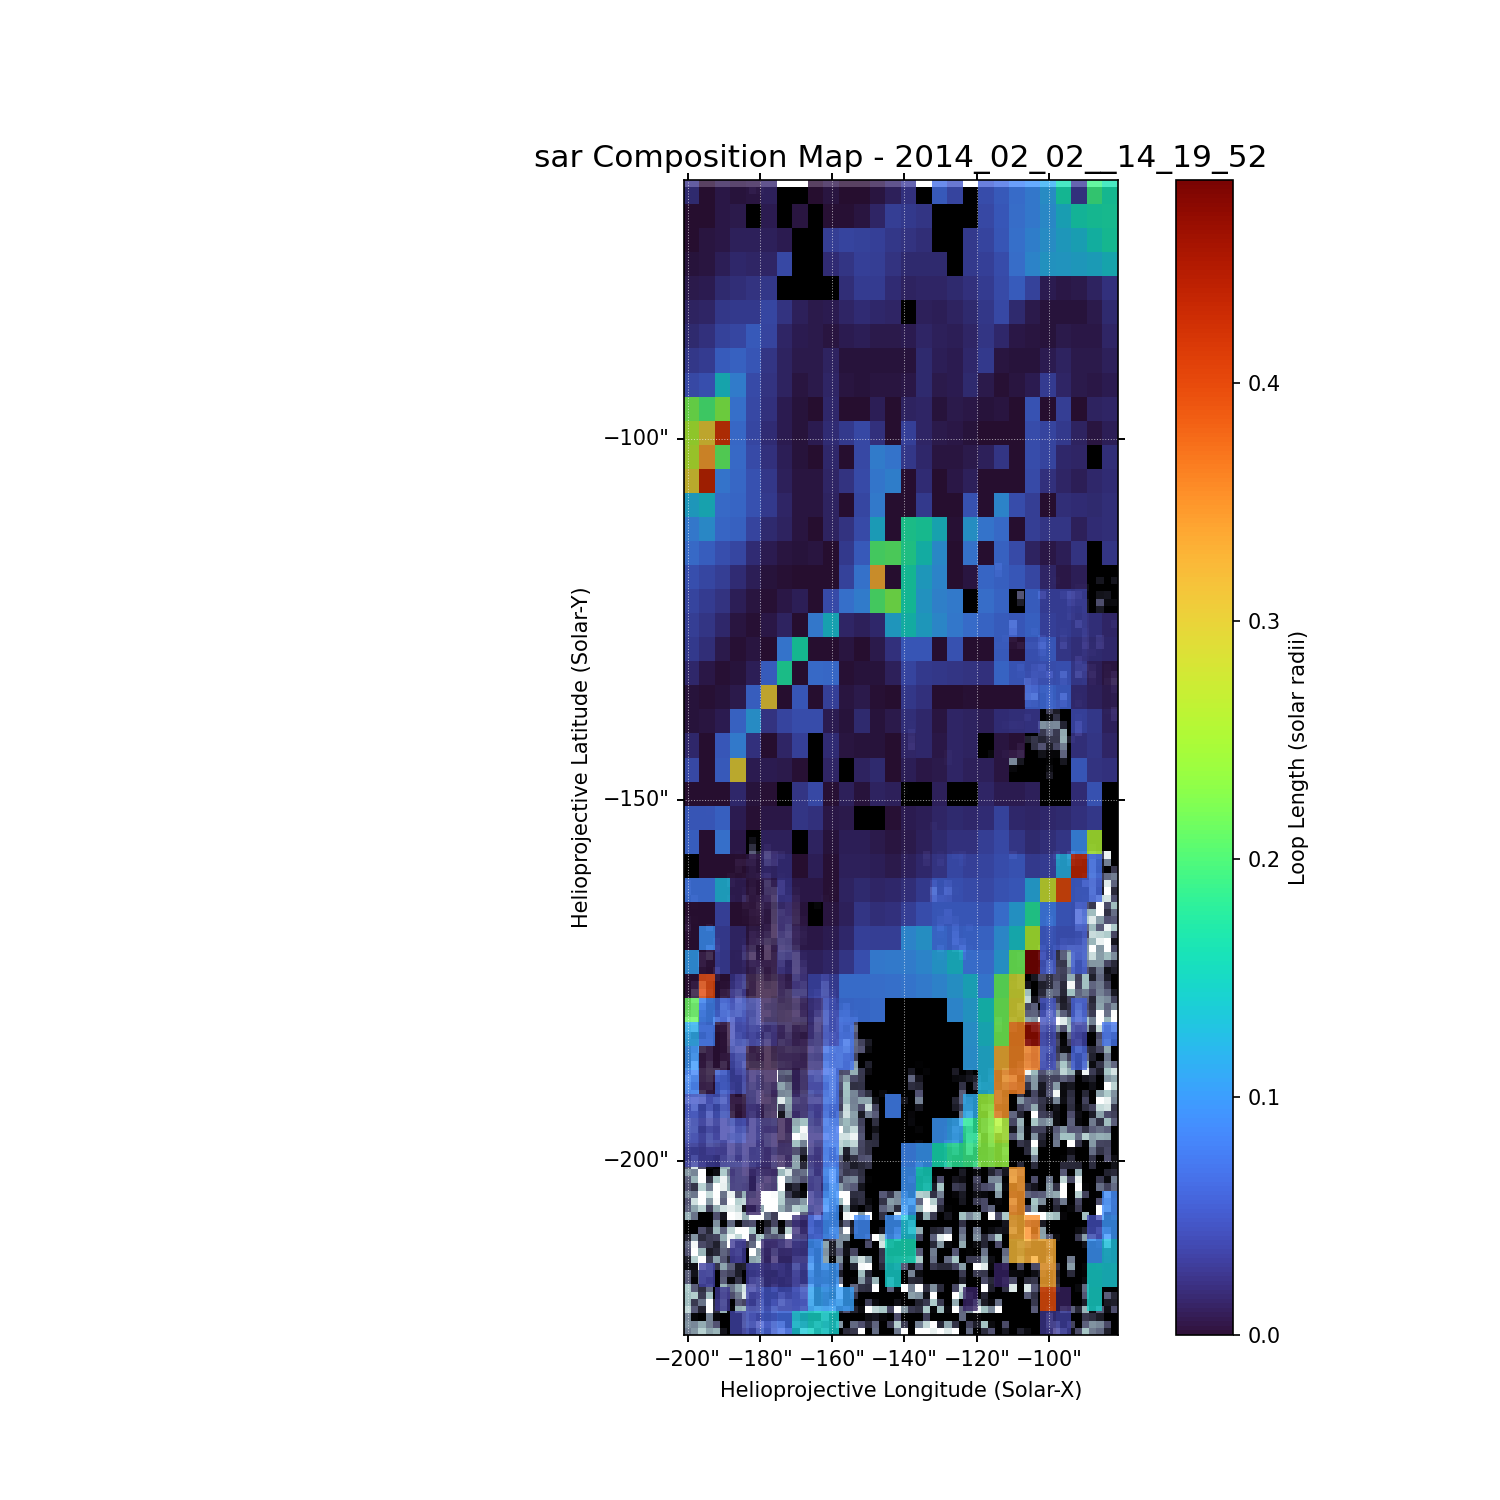 sar Composition Map - 2014_02_02__14_19_52
−100"
−150"
−200"
Helioprojective Latitude (Solar-Y)
−200" −180" −160" −140" −120" −100"
Helioprojective Longitude (Solar-X)
0.4
0.3
0.2
0.1
0.0
Loop Length (solar radii)